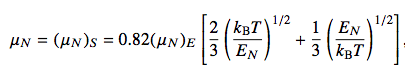 μ_N = (μ_N)_S = 0.82(μ_N)_E [ 2/3 ( k_B T / E_N )^{1/2} + 1/3 ( E_N / k_B T )^{1/2} ] ,